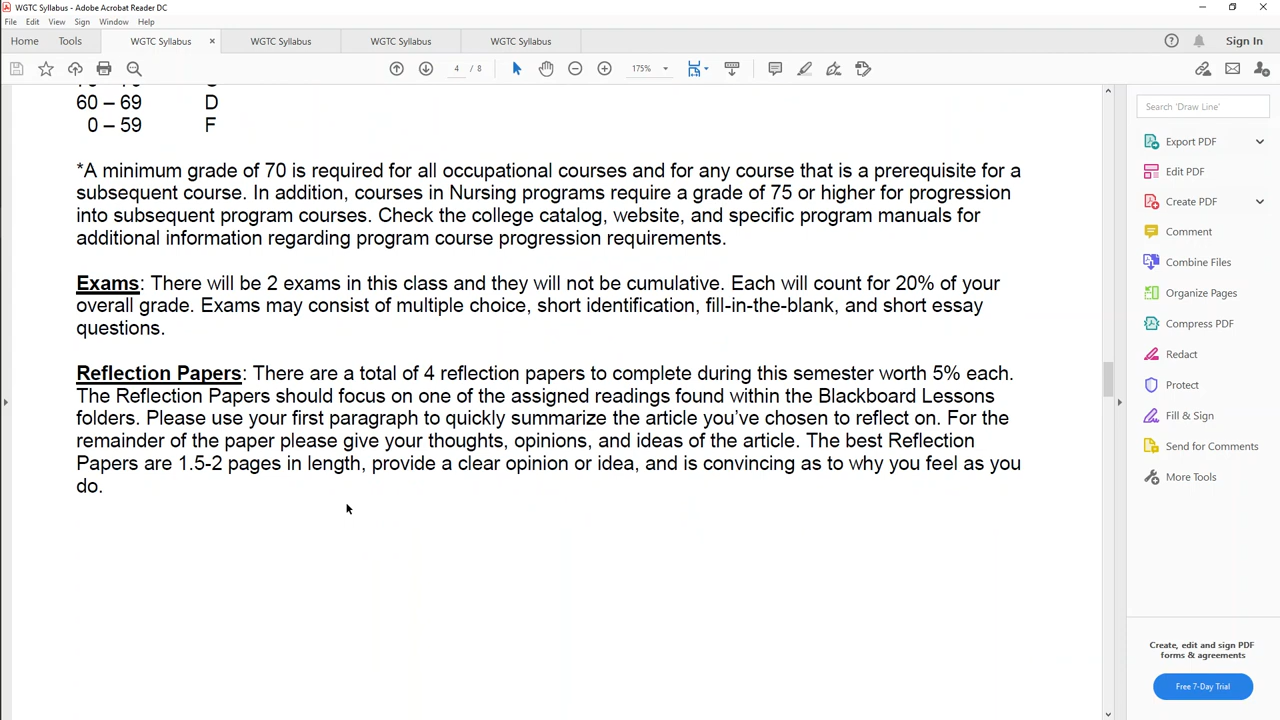 WGTC Syllabus - Adobe Acrobat Reader DC
File Edit View Sign Window Help
Home Tools WGTC Syllabus × WGTC Syllabus WGTC Syllabus WGTC Syllabus Sign In
4 / 8 175%
60 – 69 D
0 – 59 F
*A minimum grade of 70 is required for all occupational courses and for any course that is a prerequisite for a
subsequent course. In addition, courses in Nursing programs require a grade of 75 or higher for progression
into subsequent program courses. Check the college catalog, website, and specific program manuals for
additional information regarding program course progression requirements.
Exams: There will be 2 exams in this class and they will not be cumulative. Each will count for 20% of your
overall grade. Exams may consist of multiple choice, short identification, fill-in-the-blank, and short essay
questions.
Reflection Papers: There are a total of 4 reflection papers to complete during this semester worth 5% each.
The Reflection Papers should focus on one of the assigned readings found within the Blackboard Lessons
folders. Please use your first paragraph to quickly summarize the article you’ve chosen to reflect on. For the
remainder of the paper please give your thoughts, opinions, and ideas of the article. The best Reflection
Papers are 1.5-2 pages in length, provide a clear opinion or idea, and is convincing as to why you feel as you
do.
Search 'Draw Line'
Export PDF
Edit PDF
Create PDF
Comment
Combine Files
Organize Pages
Compress PDF
Redact
Protect
Fill & Sign
Send for Comments
More Tools
Create, edit and sign PDF
forms & agreements
Free 7-Day Trial